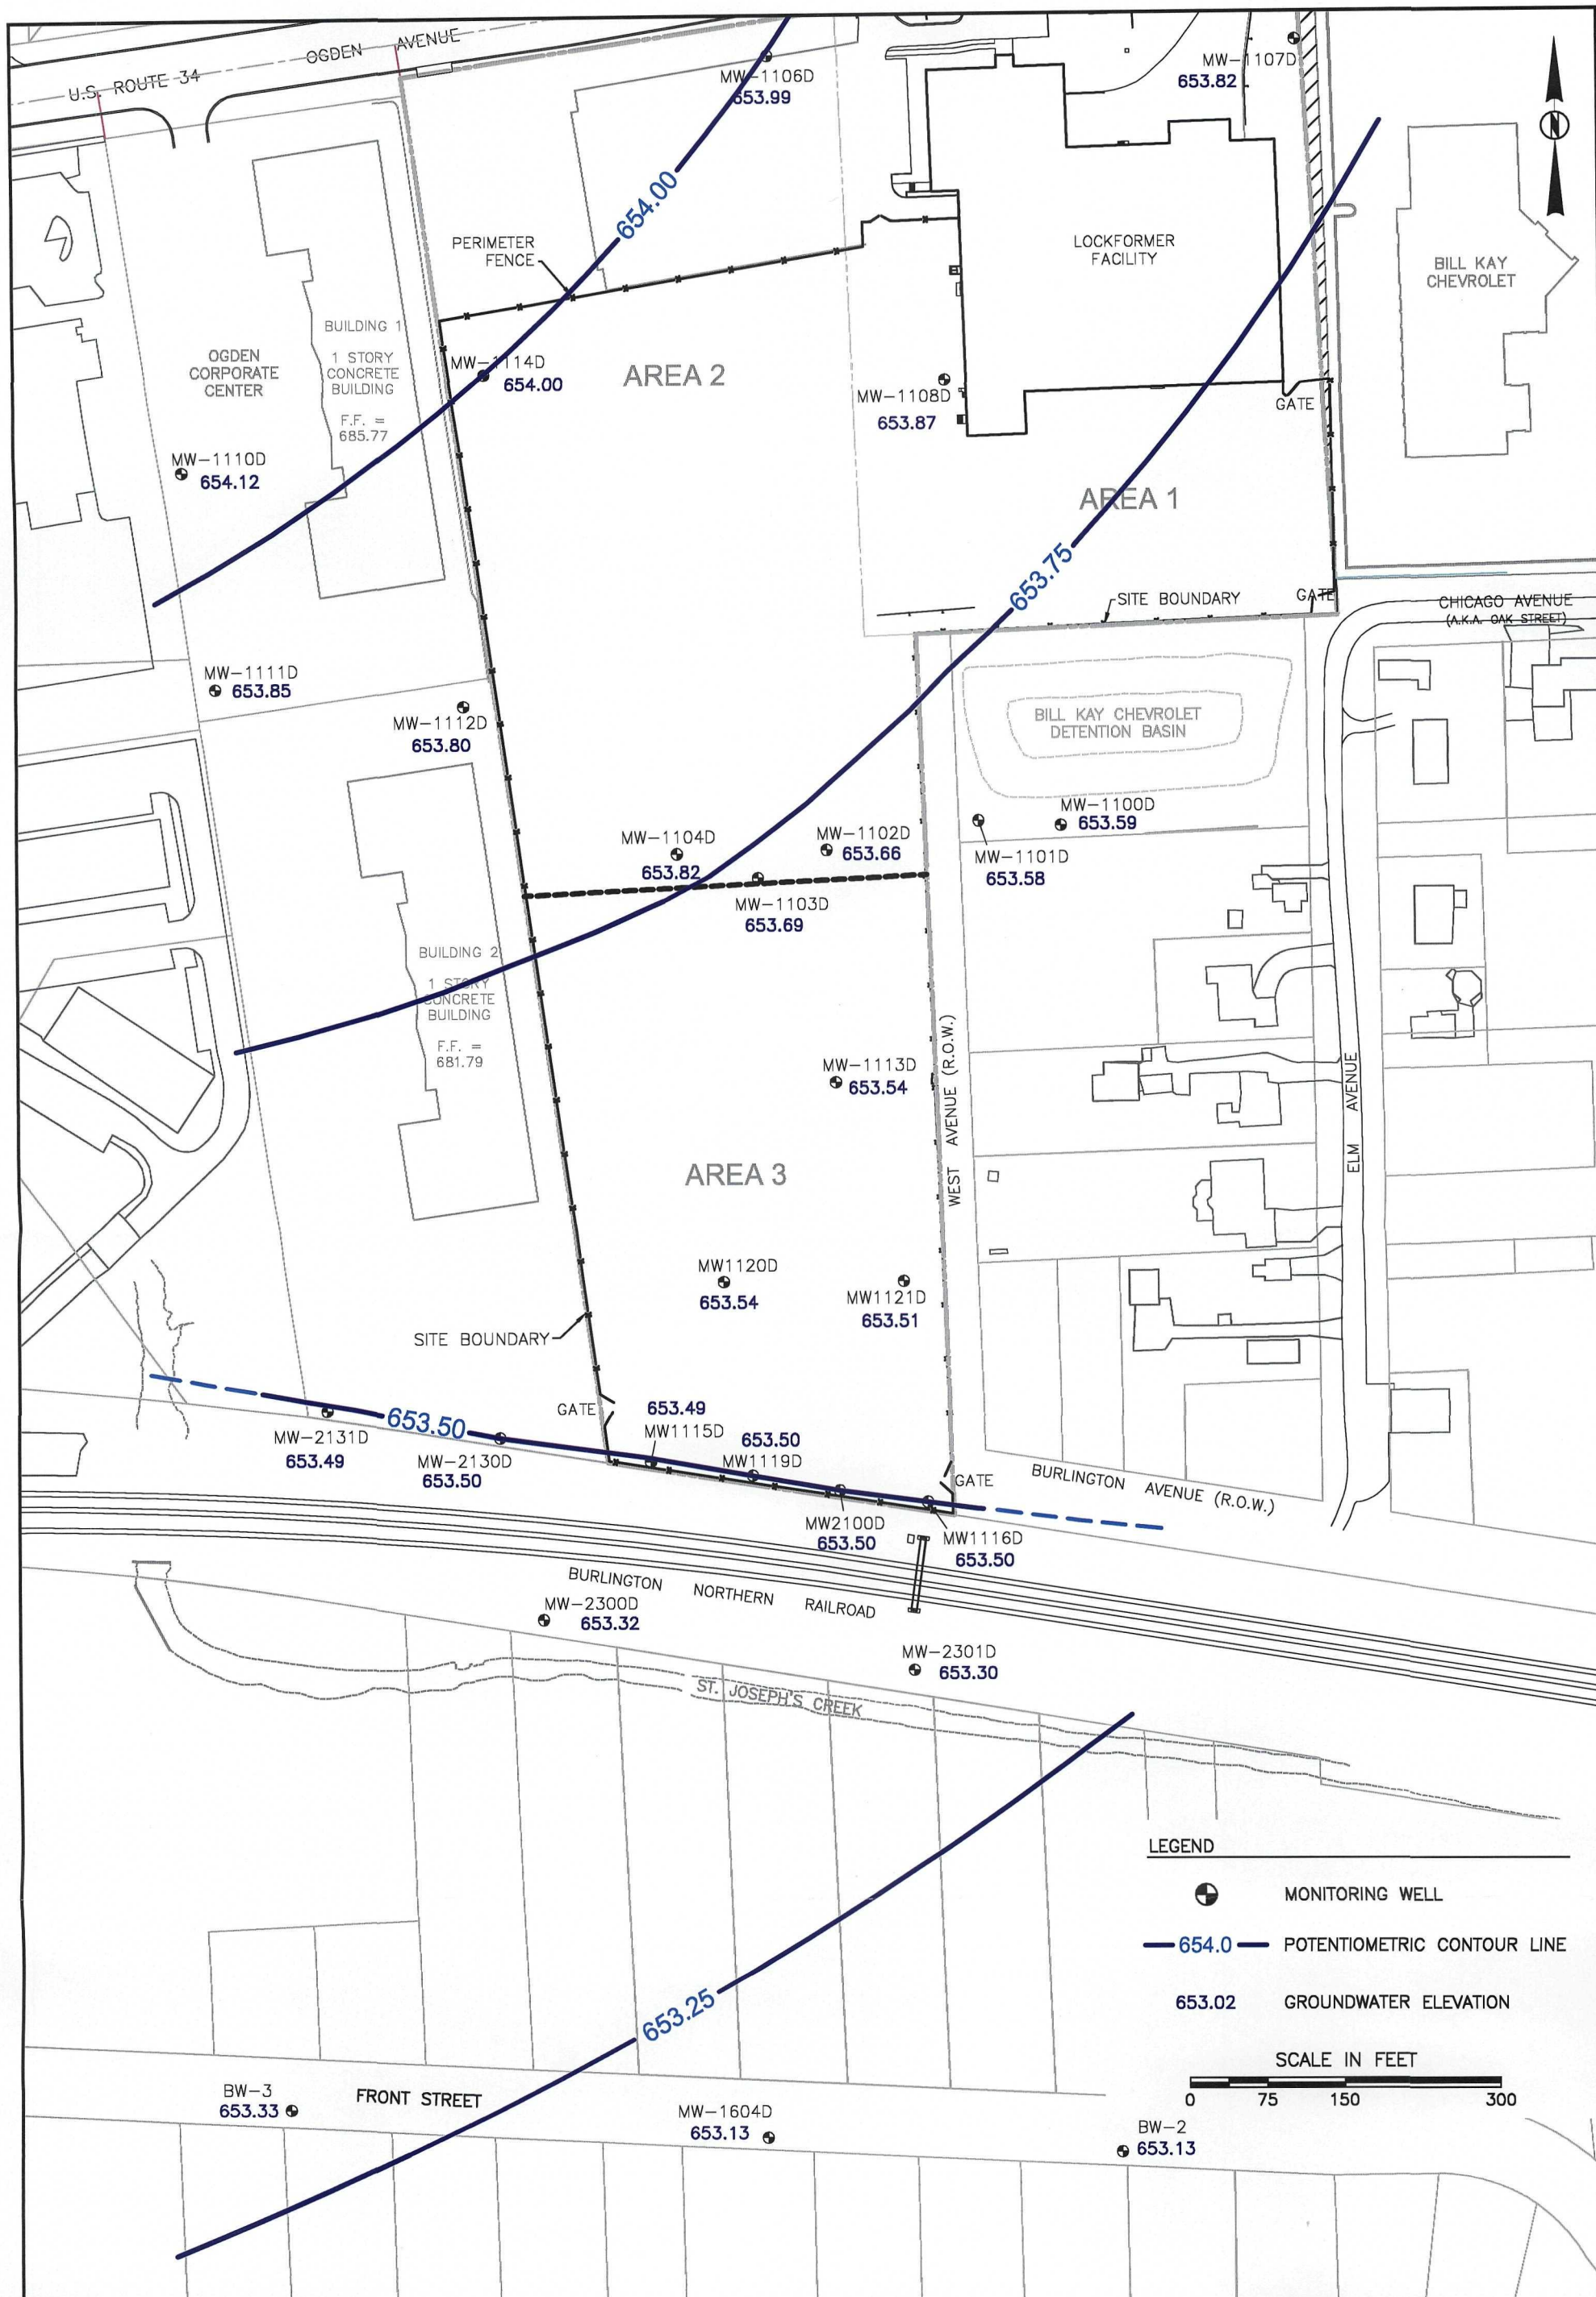 U.S. ROUTE 34
OGDEN AVENUE
MW-1106D
653.99
MW-1107D
653.82
N
654.00
PERIMETER
FENCE
LOCKFORMER
FACILITY
BILL KAY
CHEVROLET
BUILDING 1
1 STORY
CONCRETE
BUILDING
F.F. =
685.77
OGDEN
CORPORATE
CENTER
MW-1114D
654.00
AREA 2
MW-1108D
653.87
GATE
MW-1110D
654.12
AREA 1
653.75
SITE BOUNDARY
GATE
CHICAGO AVENUE
(A.K.A. OAK STREET)
MW-1111D
653.85
MW-1112D
653.80
BILL KAY CHEVROLET
DETENTION BASIN
MW-1104D
653.82
MW-1102D
653.66
MW-1100D
653.59
MW-1101D
653.58
MW-1103D
653.69
BUILDING 2
1 STORY
CONCRETE
BUILDING
F.F. =
681.79
MW-1113D
653.54
WEST AVENUE (R.O.W.)
ELM AVENUE
AREA 3
MW1120D
653.54
MW1121D
653.51
SITE BOUNDARY
GATE
653.49
MW1115D
653.50
MW1119D
653.50
MW-2131D
653.49
MW-2130D
653.50
GATE
BURLINGTON AVENUE (R.O.W.)
MW2100D
653.50
MW1116D
653.50
BURLINGTON NORTHERN RAILROAD
MW-2300D
653.32
MW-2301D
653.30
ST. JOSEPH'S CREEK
LEGEND
MONITORING WELL
654.0 POTENTIOMETRIC CONTOUR LINE
653.02 GROUNDWATER ELEVATION
SCALE IN FEET
0 75 150 300
653.25
BW-3
653.33
FRONT STREET
MW-1604D
653.13
BW-2
653.13